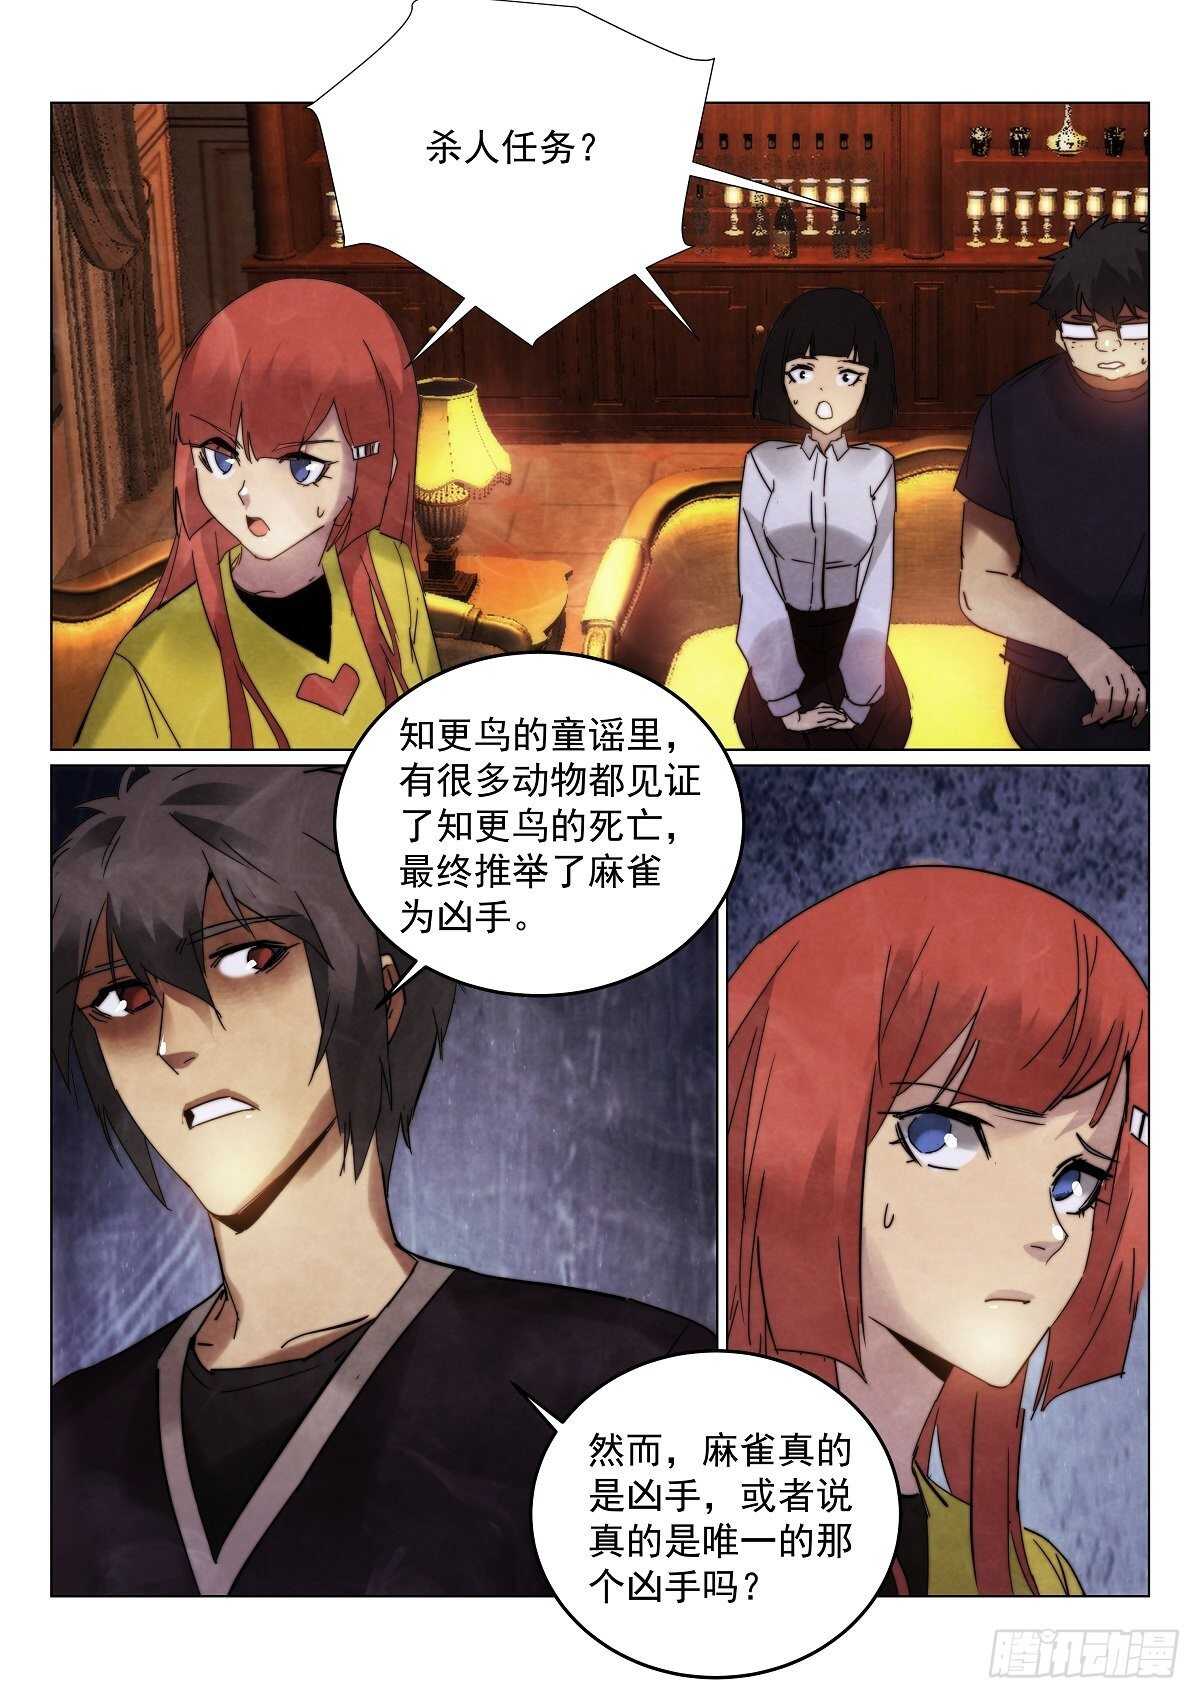 杀人任务？
知更鸟的童谣里，
有很多动物都见证
了知更鸟的死亡，
最终推举了麻雀
为凶手。
然而，麻雀真的
是凶手，或者说
真的是唯一的那
个凶手吗？
腾讯动漫